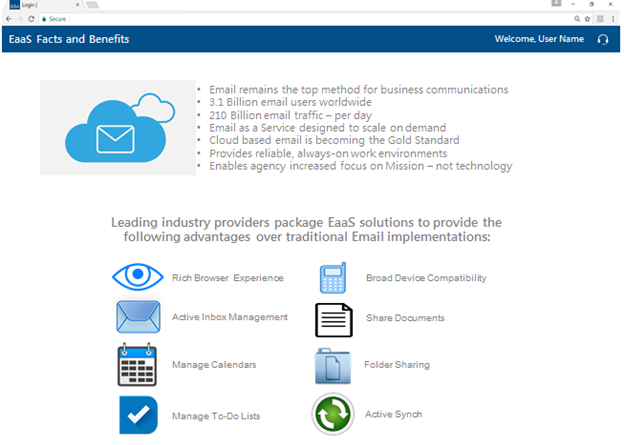 GSA Login |
Secure
EaaS Facts and Benefits
Welcome, User Name
• Email remains the top method for business communications
• 3.1 Billion email users worldwide
• 210 Billion email traffic – per day
• Email as a Service designed to scale on demand
• Cloud based email is becoming the Gold Standard
• Provides reliable, always-on work environments
• Enables agency increased focus on Mission – not technology
Leading industry providers package EaaS solutions to provide the
following advantages over traditional Email implementations:
Rich Browser Experience
Broad Device Compatibility
Active Inbox Management
Share Documents
Manage Calendars
Folder Sharing
Manage To-Do Lists
Active Synch